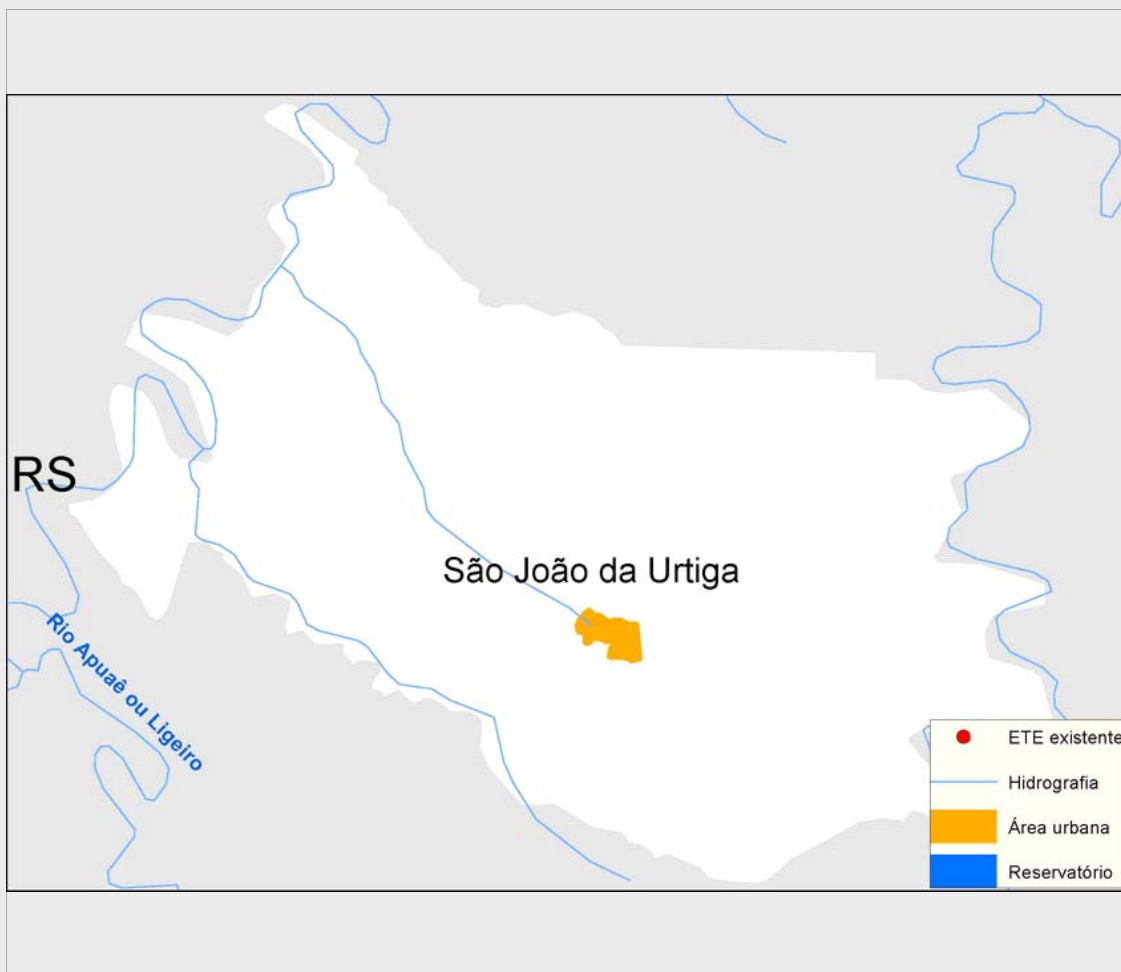 RS
São João da Urtiga
Rio Apuaê ou Ligeiro
ETE existente
Hidrografia
Área urbana
Reservatório